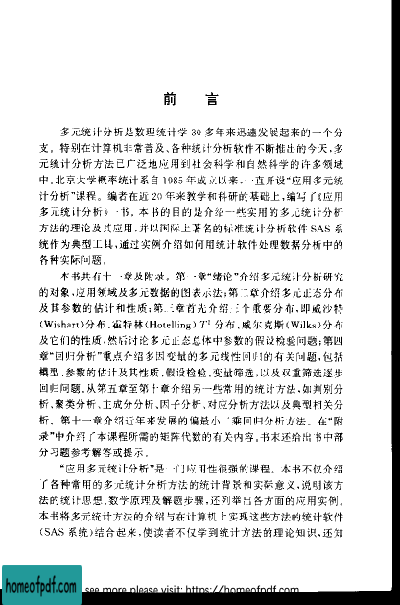 前 言
多元统计分析是数理统计学 30 多年来迅速发展起来的一个分
支。特别在计算机非常普及、各种统计分析软件不断推出的今天,多
元统计分析方法已广泛地应用到社会科学和自然科学的许多领域
中。北京大学概率统计系自 1985 年成立以来,一直开设“应用多元统
计分析”课程。编者在近 20 年来教学和科研的基础上,编写了《应用
多元统计分析》一书。本书的目的是介绍一些实用的多元统计分析
方法的理论及其应用,并以国际上著名的标准统计分析软件 SAS 系
统作为典型工具,通过实例介绍如何用统计软件处理数据分析中的
各种实际问题。
本书共有十一章及附录。第一章“绪论”介绍多元统计分析研究
的对象,应用领域及多元数据的图表示法;第二章介绍多元正态分布
及其参数的估计和性质;第三章首先介绍三个重要分布,即威沙特
(Wishart)分布、霍特林(Hotelling)T² 分布、威尔克斯(Wilks)分布
及它们的性质,然后讨论多元正态总体中参数的假设检验问题;第四
章“回归分析”重点介绍多因变量的多元线性回归的有关问题,包括
模型、参数的估计及其性质、假设检验、变量筛选,以及双重筛选逐步
回归问题。从第五章至第十章介绍另一些常用的统计方法,如判别分
析、聚类分析、主成分分析、因子分析、对应分析方法以及典型相关分
析。第十一章介绍近年来发展的偏最小二乘回归分析方法。在“附
录”中介绍了本课程所需的矩阵代数的有关内容,书末还给出书中部
分习题参考解答或提示。
“应用多元统计分析”是一门应用性很强的课程。本书不仅介绍
了各种常用的多元统计分析方法的统计背景和实际意义,说明该方
法的统计思想、数学原理及解题步骤,还列举出各方面的应用实例。
本书将多元统计方法的介绍与在计算机上实现这些方法的统计软件
(SAS 系统)结合起来,使读者不仅学到统计方法的理论知识,还知
homeofpdf.com
see more please visit: https://homeofpdf.com